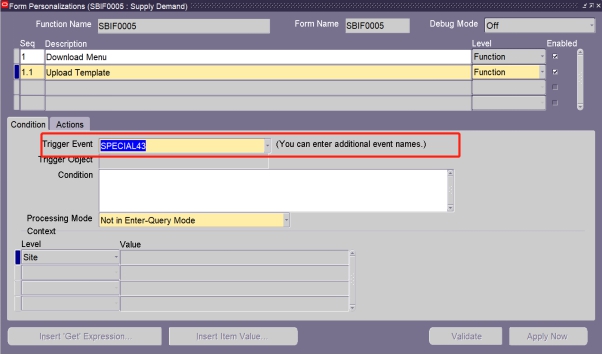 Form Personalizations (SBIF0005 : Supply Demand)
Function Name SBIF0005 Form Name SBIF0005 Debug Mode Off
Seq Description Level Enabled
1 Download Menu Function
1.1 Upload Template Function
Condition Actions
Trigger Event SPECIAL43 (You can enter additional event names.)
Trigger Object
Condition
Processing Mode Not in Enter-Query Mode
Context
Level Value
Site
Insert 'Get' Expression... Insert Item Value... Validate Apply Now